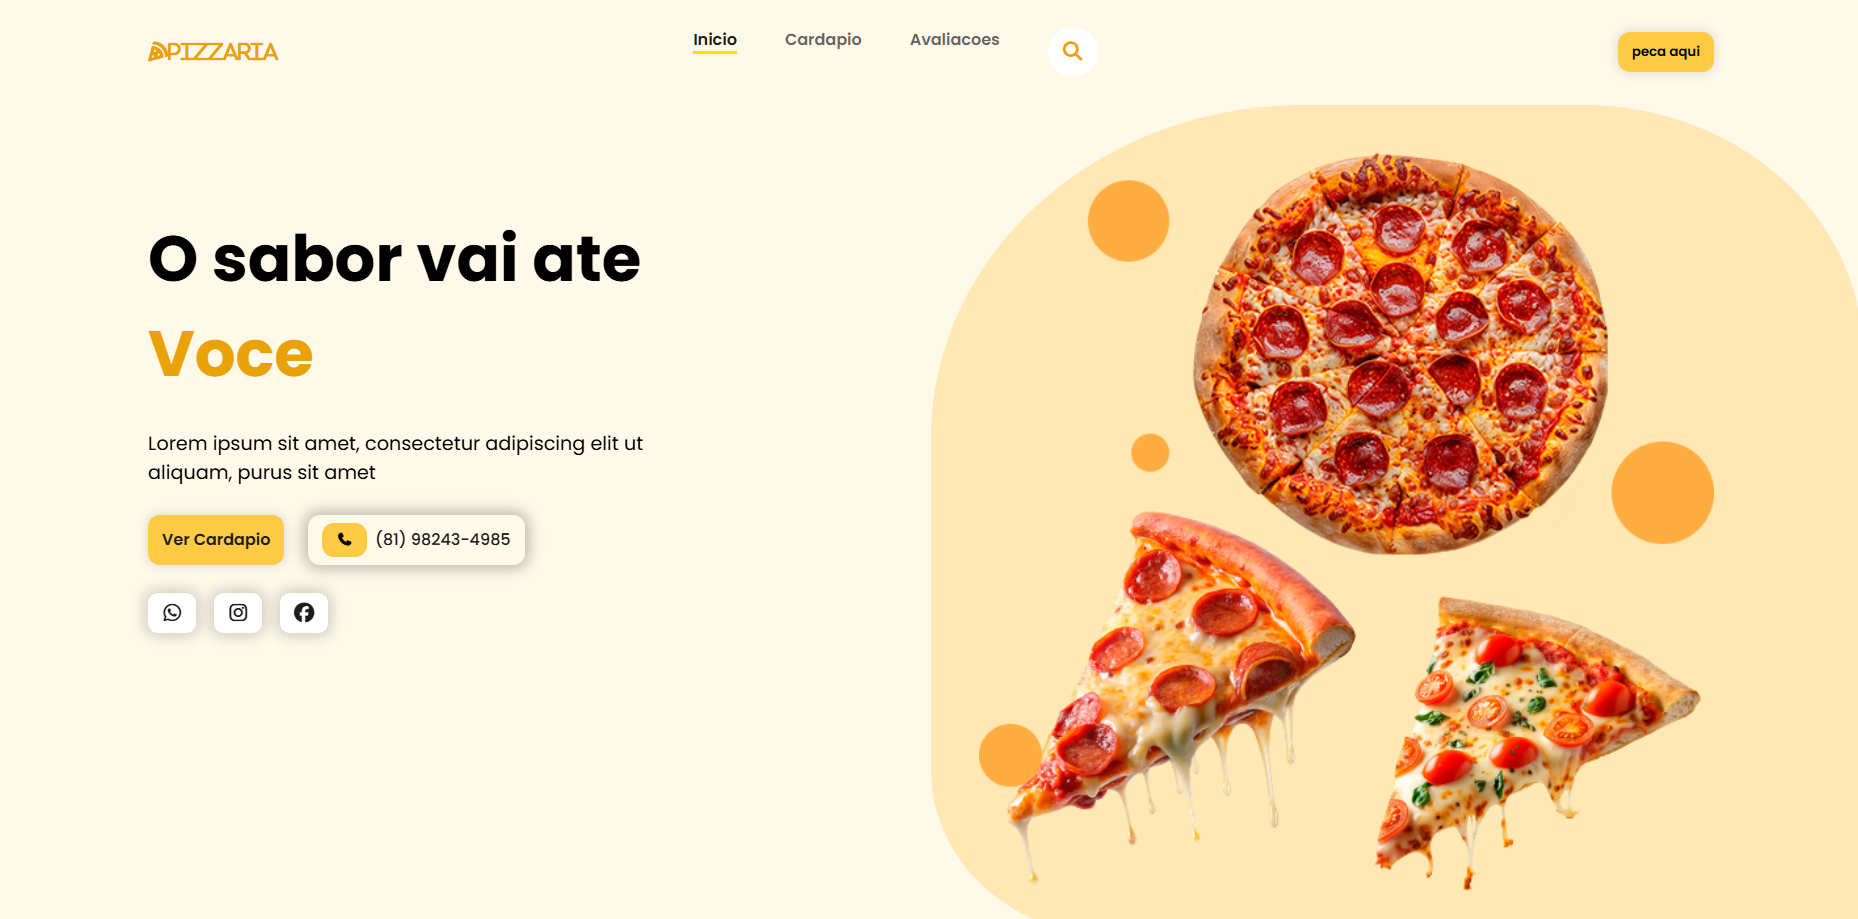 PIZZARIA
Inicio
Cardapio
Avaliacoes
peca aqui
O sabor vai ate
Voce
Lorem ipsum sit amet, consectetur adipiscing elit ut
aliquam, purus sit amet
Ver Cardapio
(81) 98243-4985